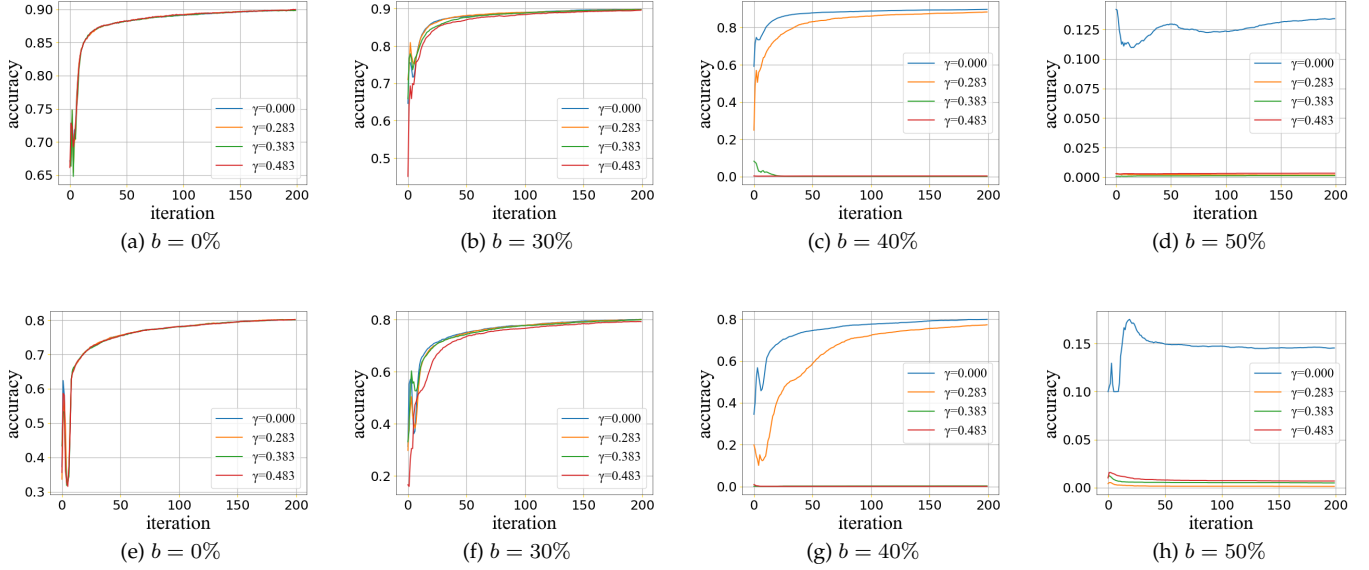 0.90
0.85
0.80
0.75
0.70
0.65
accuracy
γ=0.000
γ=0.283
γ=0.383
γ=0.483
0 50 100 150 200
iteration
(a) b = 0%
0.9
0.8
0.7
0.6
0.5
accuracy
γ=0.000
γ=0.283
γ=0.383
γ=0.483
0 50 100 150 200
iteration
(b) b = 30%
0.8
0.6
0.4
0.2
0.0
accuracy
γ=0.000
γ=0.283
γ=0.383
γ=0.483
0 50 100 150 200
iteration
(c) b = 40%
0.125
0.100
0.075
0.050
0.025
0.000
accuracy
γ=0.000
γ=0.283
γ=0.383
γ=0.483
0 50 100 150 200
iteration
(d) b = 50%
0.8
0.7
0.6
0.5
0.4
0.3
accuracy
γ=0.000
γ=0.283
γ=0.383
γ=0.483
0 50 100 150 200
iteration
(e) b = 0%
0.8
0.6
0.4
0.2
accuracy
γ=0.000
γ=0.283
γ=0.383
γ=0.483
0 50 100 150 200
iteration
(f) b = 30%
0.8
0.6
0.4
0.2
0.0
accuracy
γ=0.000
γ=0.283
γ=0.383
γ=0.483
0 50 100 150 200
iteration
(g) b = 40%
0.15
0.10
0.05
0.00
accuracy
γ=0.000
γ=0.283
γ=0.383
γ=0.483
0 50 100 150 200
iteration
(h) b = 50%